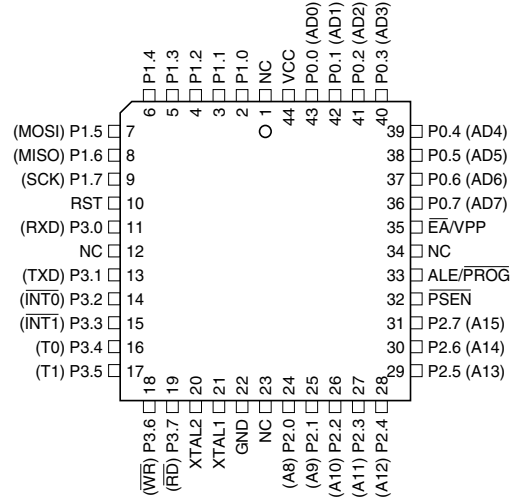 P1.4
P1.3
P1.2
P1.1
P1.0
NC
VCC
P0.0 (AD0)
P0.1 (AD1)
P0.2 (AD2)
P0.3 (AD3)
6
5
4
3
2
1
44
43
42
41
40
(MOSI) P1.5 7
(MISO) P1.6 8
(SCK) P1.7 9
RST 10
(RXD) P3.0 11
NC 12
(TXD) P3.1 13
(INT0) P3.2 14
(INT1) P3.3 15
(T0) P3.4 16
(T1) P3.5 17
39 P0.4 (AD4)
38 P0.5 (AD5)
37 P0.6 (AD6)
36 P0.7 (AD7)
35 EA/VPP
34 NC
33 ALE/PROG
32 PSEN
31 P2.7 (A15)
30 P2.6 (A14)
29 P2.5 (A13)
18
19
20
21
22
23
24
25
26
27
28
(WR) P3.6
(RD) P3.7
XTAL2
XTAL1
GND
NC
(A8) P2.0
(A9) P2.1
(A10) P2.2
(A11) P2.3
(A12) P2.4